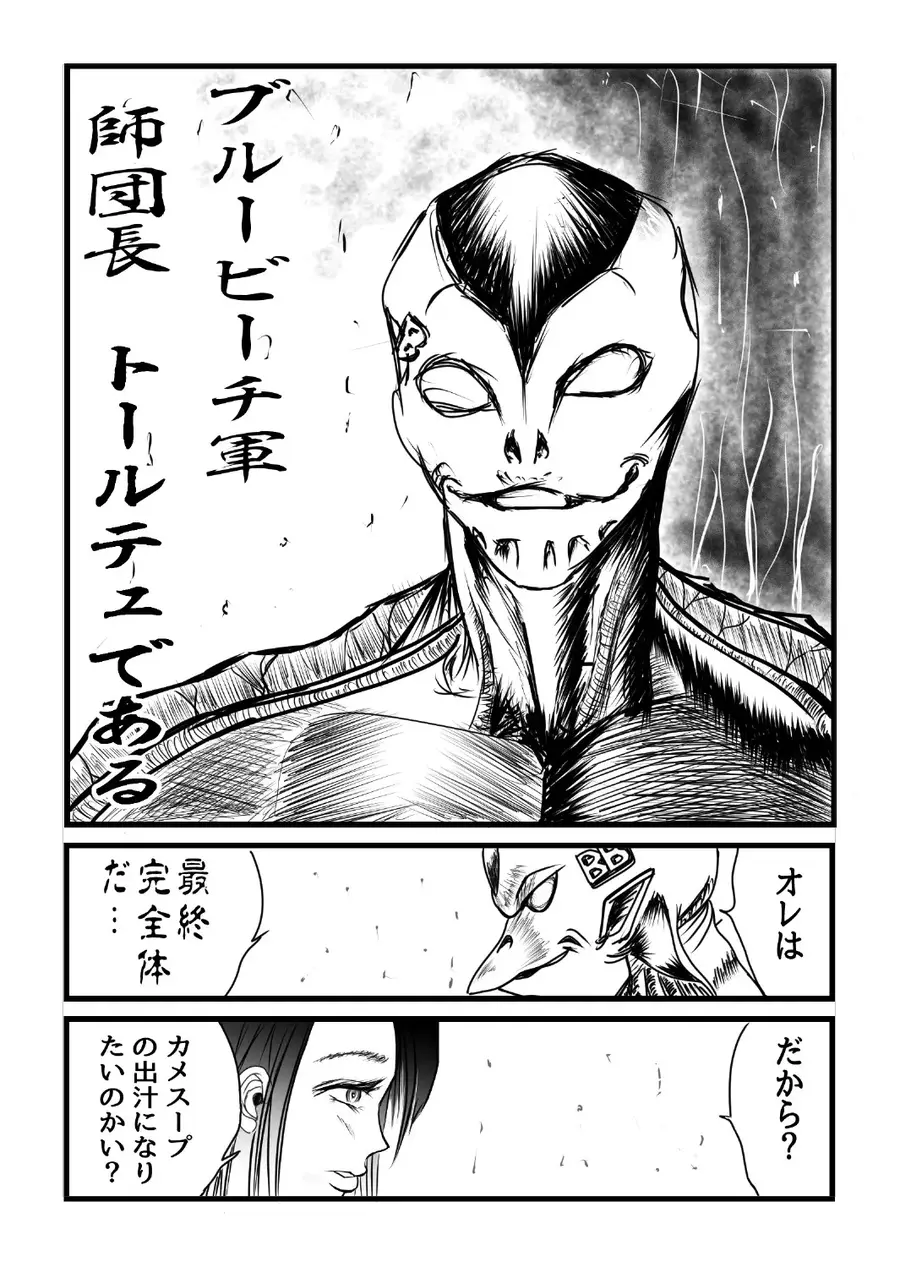 ブルービーチ軍
師団長　トールテュである
B
オレは
BB
最終
完全体
だ…
だから？
カメスープ
の出汁になり
たいのかい？